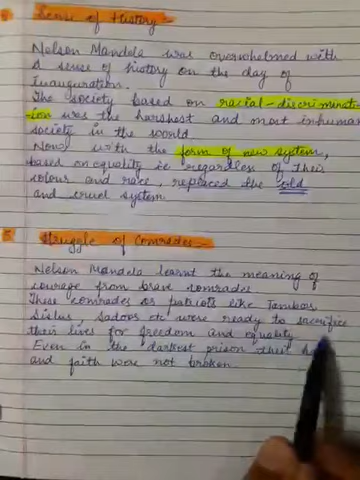 Sense of History -
Nelson Mandela was overwhelmed with
a sense of history on the day of
Inauguration.
The society based on racial-discriminat-
-ion was the harshest and most inhuman
society in the world
Now with the form of new system,
based on equality ie regardless of their
colour and race, replaced the old
and cruel system
5 Struggle of Comrades -
Nelson Mandela learnt the meaning of
courage from brave comrades
These comrades or patriots like Tambos
Sislus, Sadoos etc were ready to sacrifice
their lives for freedom and equality
Even in the darkest prison their
and faith were not broken